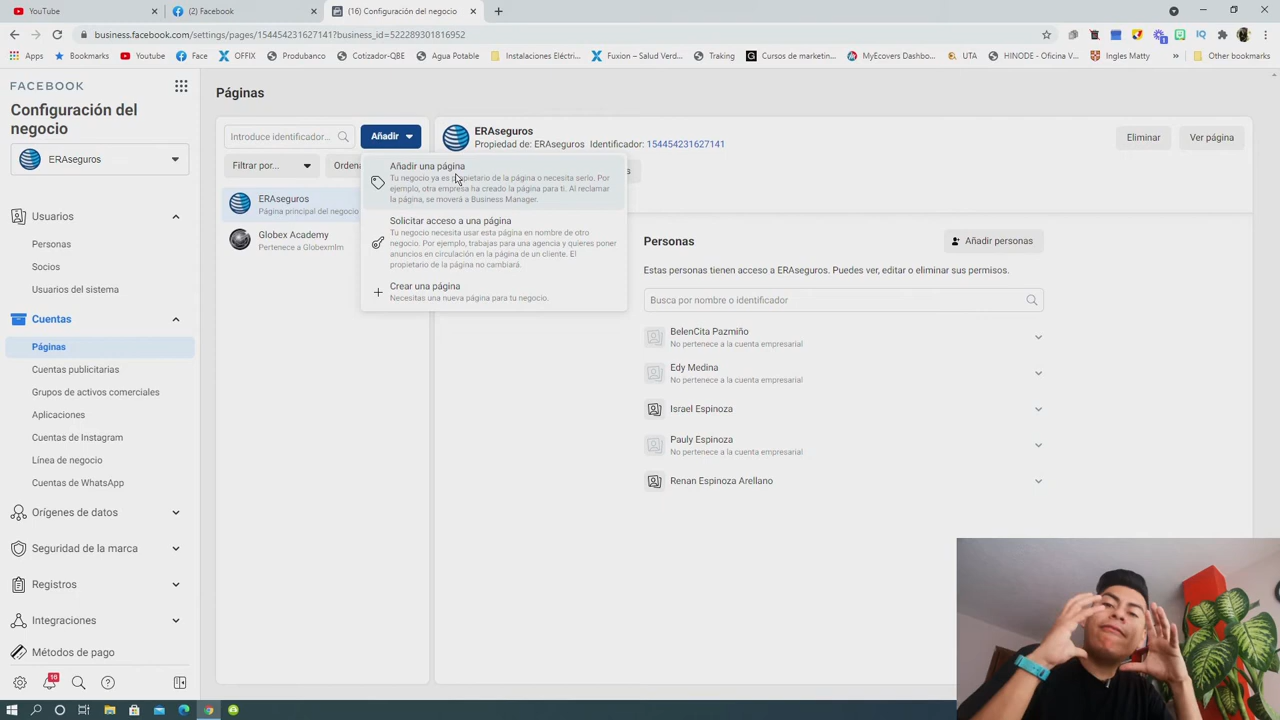 YouTube
(2) Facebook
(16) Configuración del negocio
business.facebook.com/settings/pages/154454231627141?business_id=522289301816952
Apps
Bookmarks
Youtube
Face
OFFIX
Produbanco
Cotizador-QBE
Agua Potable
Instalaciones Eléctri...
Fuxion – Salud Verd...
Traking
Cursos de marketin...
MyEcovers Dashbo...
UTA
HINODE - Oficina V...
Ingles Matty
Other bookmarks
FACEBOOK
Configuración del
negocio
ERAseguros
Usuarios
Personas
Socios
Usuarios del sistema
Cuentas
Páginas
Cuentas publicitarias
Grupos de activos comerciales
Aplicaciones
Cuentas de Instagram
Línea de negocio
Cuentas de WhatsApp
Orígenes de datos
Seguridad de la marca
Registros
Integraciones
Métodos de pago
16
Páginas
Introduce identificador...
Añadir
Filtrar por...
Ordena
ERAseguros
Página principal del negocio
Globex Academy
Pertenece a Globexmlm
Añadir una página
Tu negocio ya es propietario de la página o necesita serlo. Por
ejemplo, otra empresa ha creado la página para ti. Al reclamar
la página, se moverá a Business Manager.
Solicitar acceso a una página
Tu negocio necesita usar esta página en nombre de otro
negocio. Por ejemplo, trabajas para una agencia y quieres poner
anuncios en circulación en la página de un cliente. El
propietario de la página no cambiará.
Crear una página
Necesitas una nueva página para tu negocio.
ERAseguros
Propiedad de: ERAseguros Identificador: 154454231627141
Eliminar
Ver página
Personas
Añadir personas
Estas personas tienen acceso a ERAseguros. Puedes ver, editar o eliminar sus permisos.
Busca por nombre o identificador
BelenCita Pazmiño
No pertenece a la cuenta empresarial
Edy Medina
No pertenece a la cuenta empresarial
Israel Espinoza
Pauly Espinoza
No pertenece a la cuenta empresarial
Renan Espinoza Arellano